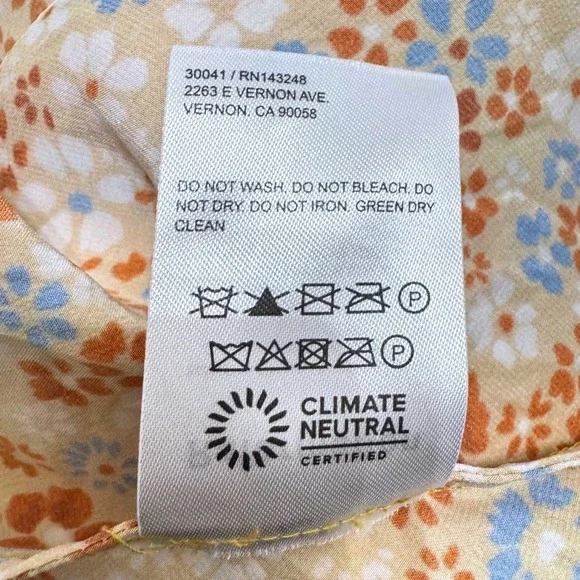 30041 / RN143248
2263 E VERNON AVE.
VERNON. CA 90058
DO NOT WASH. DO NOT BLEACH. DO
NOT DRY. DO NOT IRON. GREEN DRY
CLEAN
P
P
CLIMATE
NEUTRAL
CERTIFIED